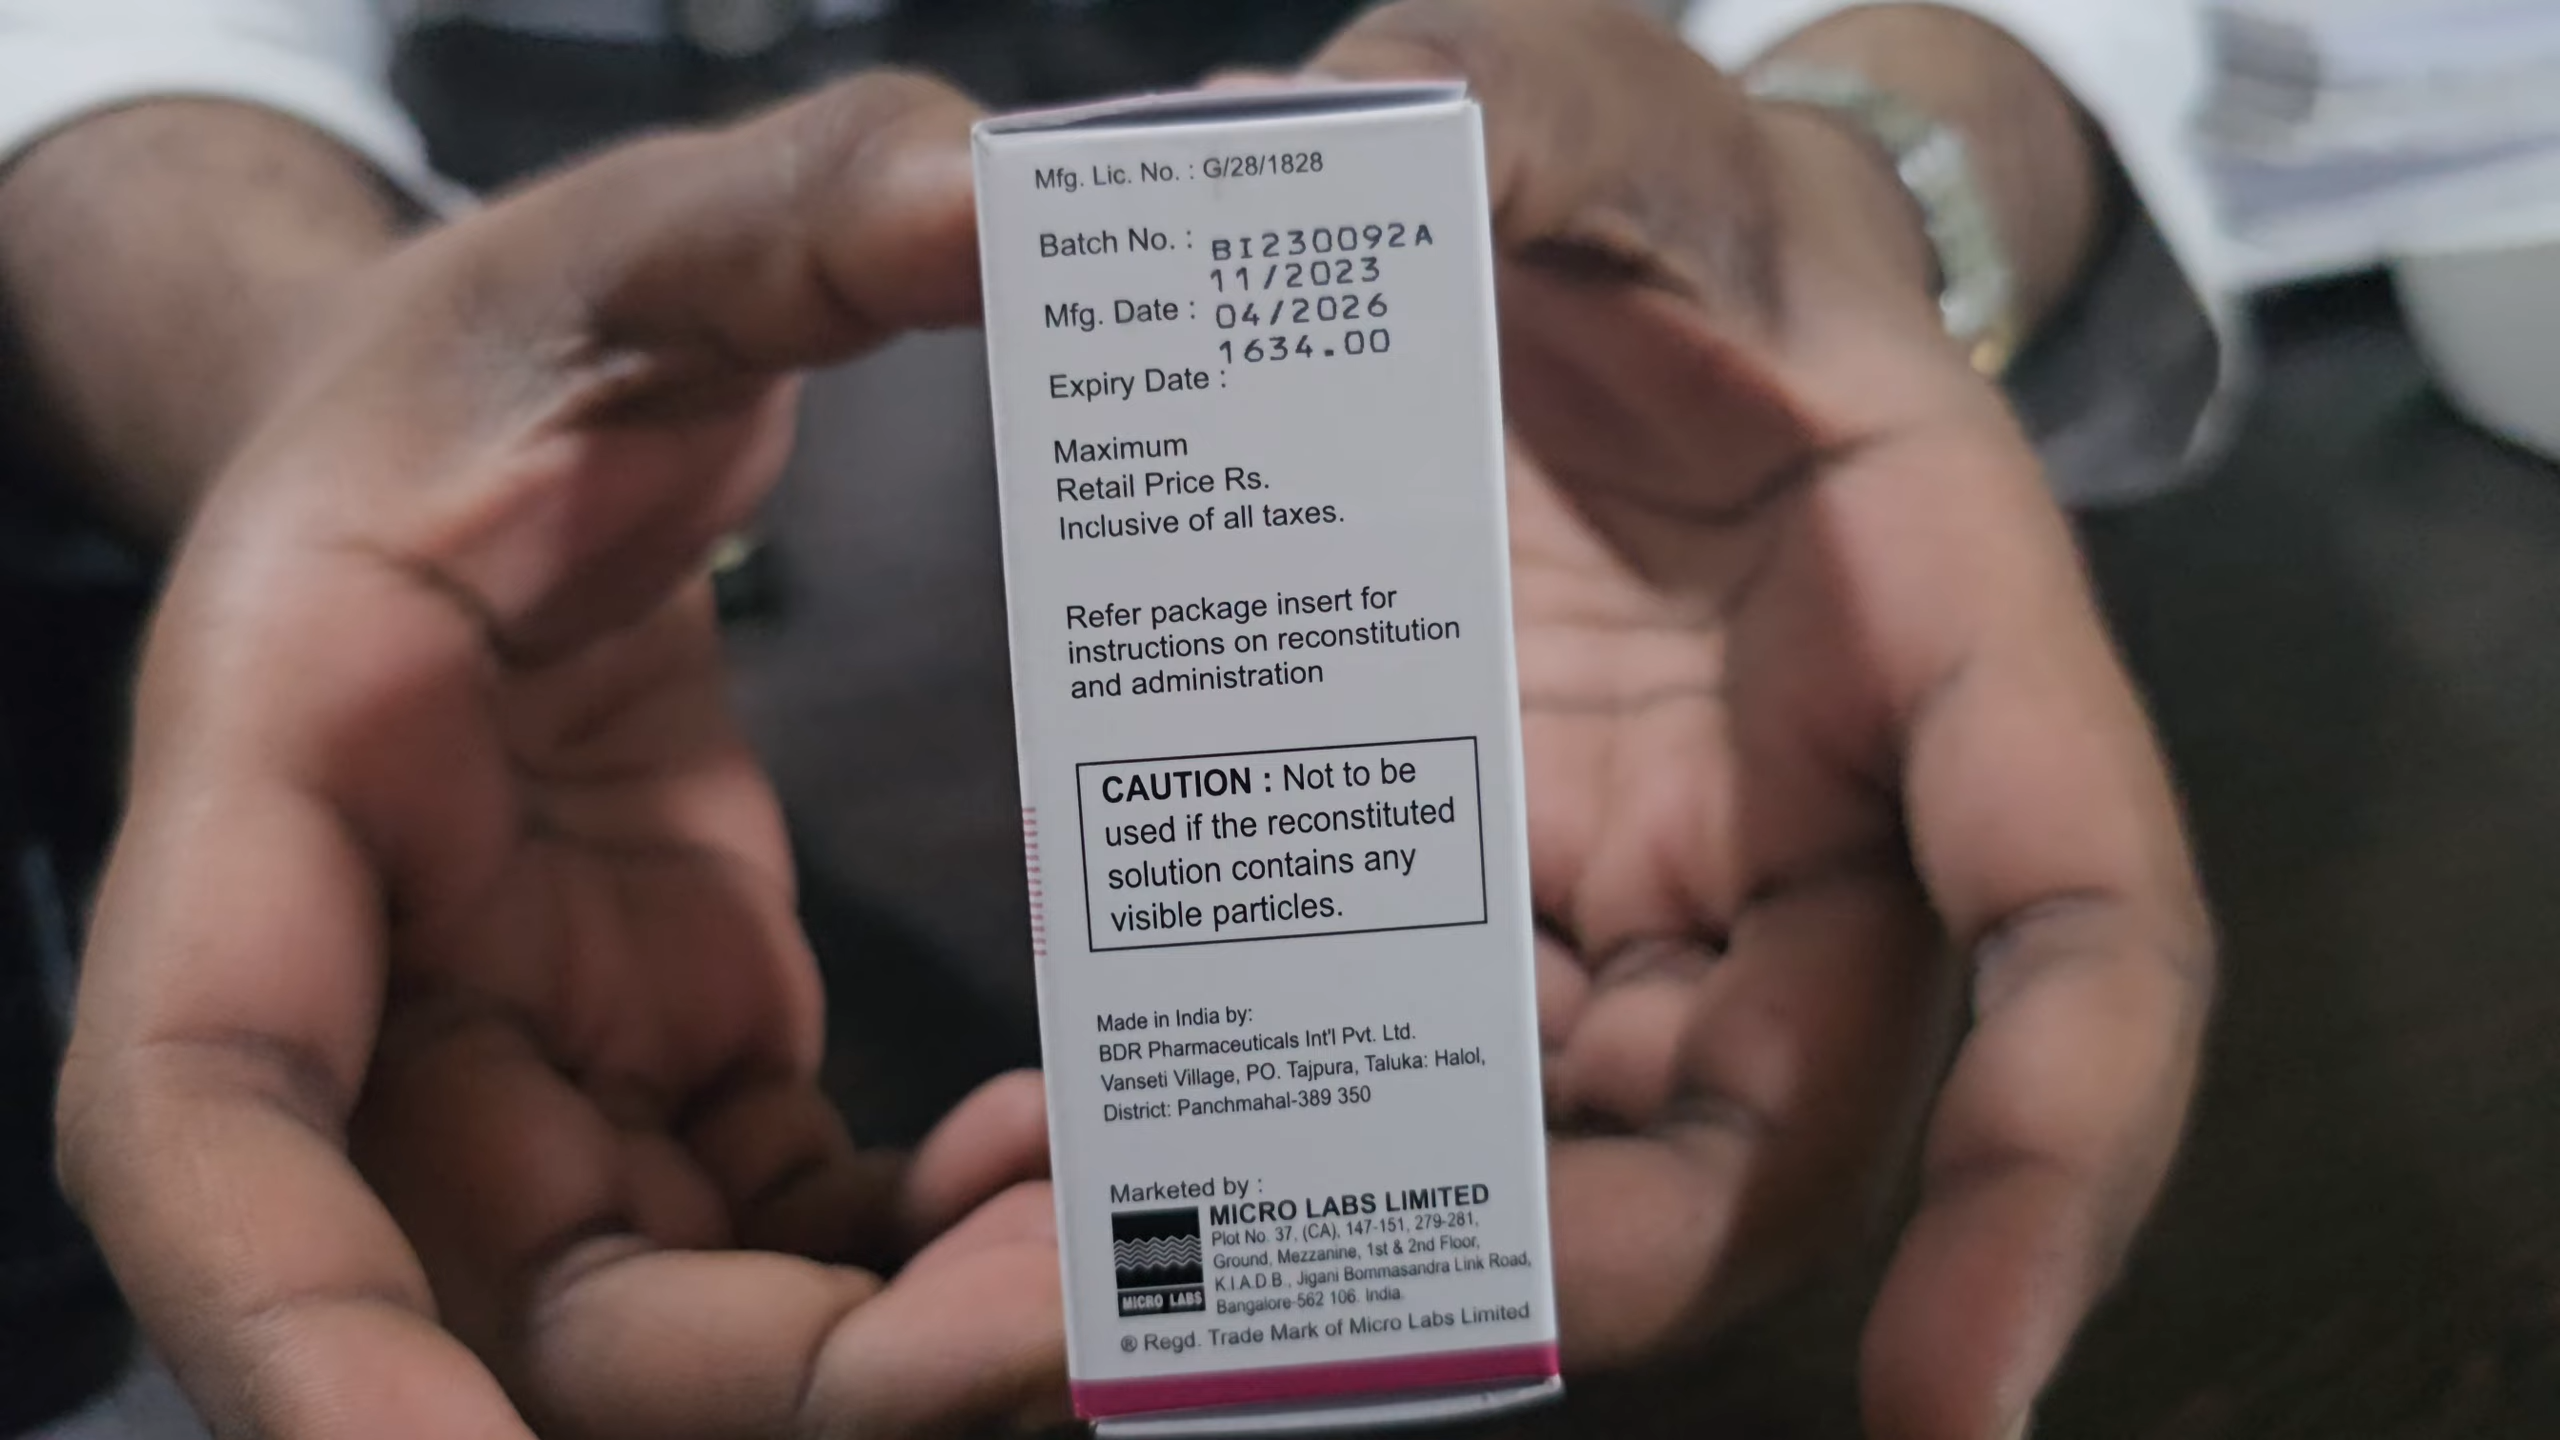 Mfg. Lic. No. : G/28/1828
Batch No. : BI230092A
11/2023
Mfg. Date : 04/2026
1634.00
Expiry Date :
Maximum
Retail Price Rs.
Inclusive of all taxes.
Refer package insert for
instructions on reconstitution
and administration
CAUTION : Not to be
used if the reconstituted
solution contains any
visible particles.
Made in India by:
BDR Pharmaceuticals Int'l Pvt. Ltd.
Vanseti Village, PO. Tajpura, Taluka: Halol,
District: Panchmahal-389 350
Marketed by :
MICRO LABS LIMITED
Plot No. 37, (CA), 147-151, 279-281,
Ground, Mezzanine, 1st & 2nd Floor,
K.I.A.D.B., Jigani Bommasandra Link Road,
Bangalore-562 106. India.
MICRO LABS
® Regd. Trade Mark of Micro Labs Limited